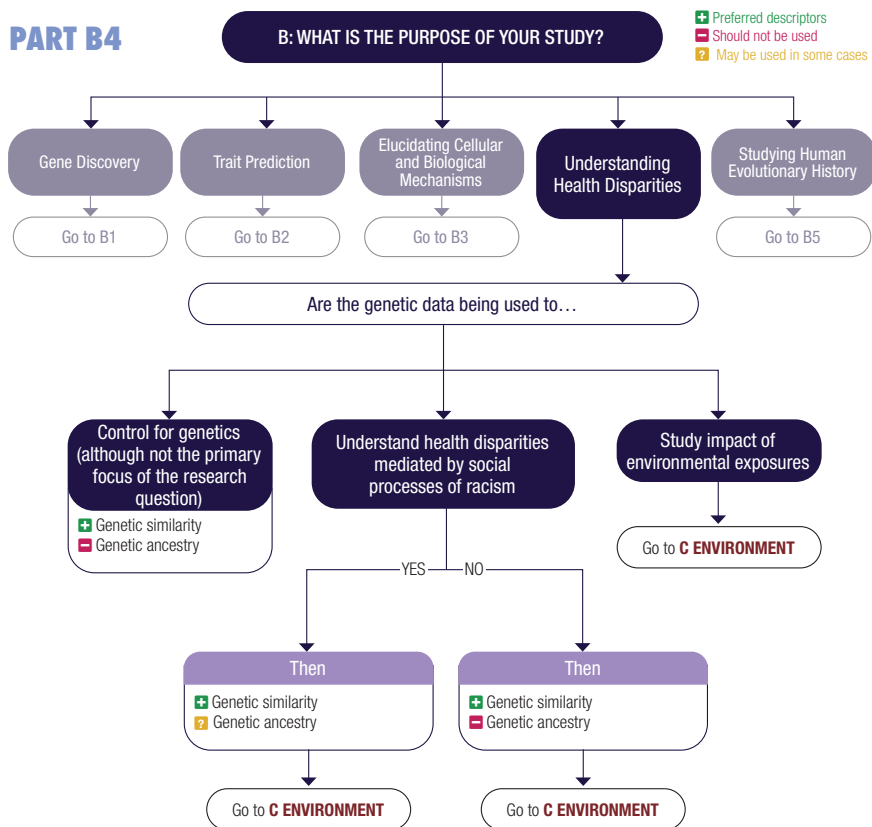 PART B4
B: WHAT IS THE PURPOSE OF YOUR STUDY?
+ Preferred descriptors
− Should not be used
? May be used in some cases
Gene Discovery
Trait Prediction
Elucidating Cellular
and Biological
Mechanisms
Understanding
Health Disparities
Studying Human
Evolutionary History
Go to B1
Go to B2
Go to B3
Go to B5
Are the genetic data being used to…
Control for genetics
(although not the primary
focus of the research
question)
+ Genetic similarity
− Genetic ancestry
Understand health disparities
mediated by social
processes of racism
Study impact of
environmental exposures
Go to C ENVIRONMENT
YES
NO
Then
+ Genetic similarity
? Genetic ancestry
Then
+ Genetic similarity
− Genetic ancestry
Go to C ENVIRONMENT
Go to C ENVIRONMENT